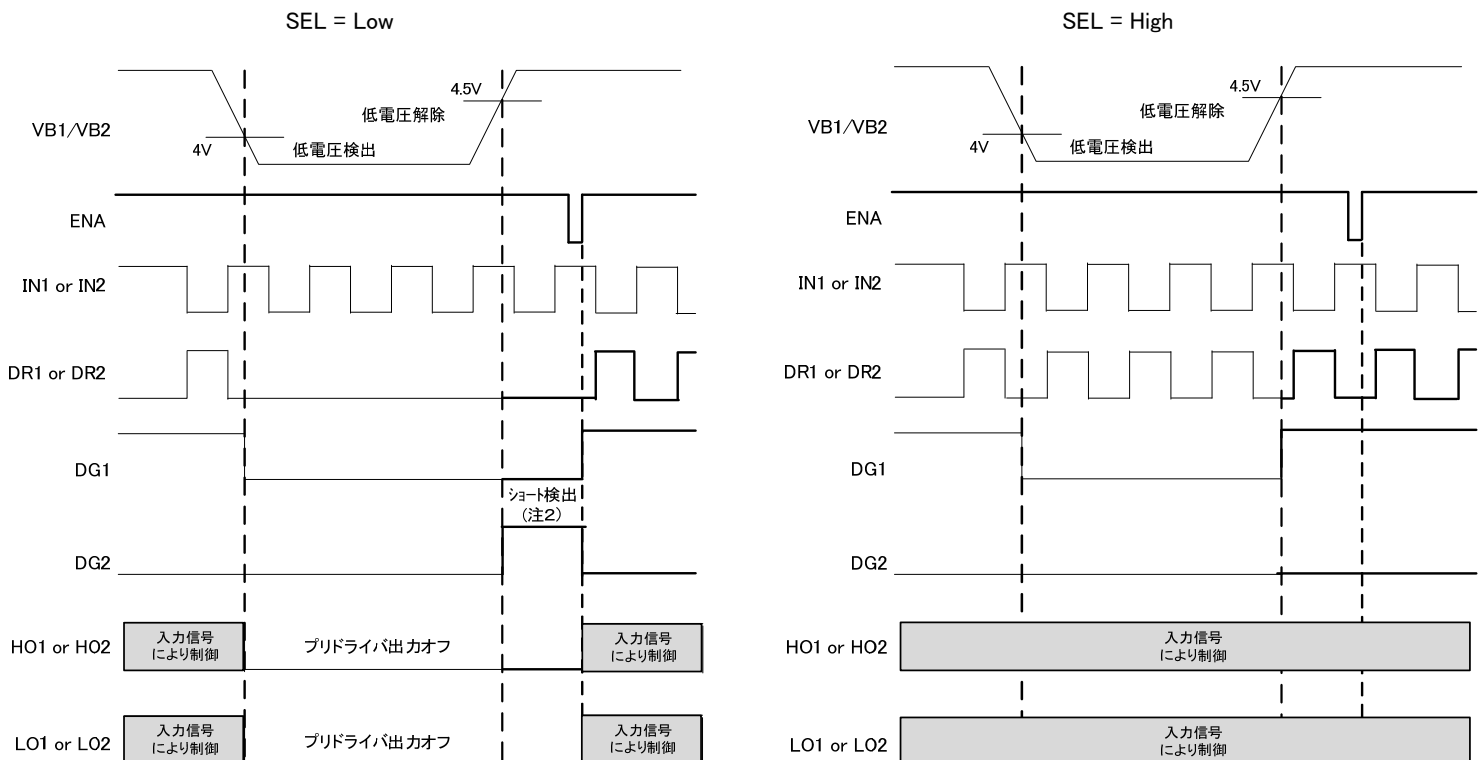 SEL = Low
VB1/VB2
4V
低電圧検出
低電圧解除
4.5V
ENA
IN1 or IN2
DR1 or DR2
DG1
ショート検出
(注2)
DG2
HO1 or HO2
入力信号
により制御
プリドライバ出力オフ
入力信号
により制御
LO1 or LO2
入力信号
により制御
プリドライバ出力オフ
入力信号
により制御
SEL = High
VB1/VB2
4V
低電圧検出
低電圧解除
4.5V
ENA
IN1 or IN2
DR1 or DR2
DG1
DG2
HO1 or HO2
入力信号
により制御
LO1 or LO2
入力信号
により制御